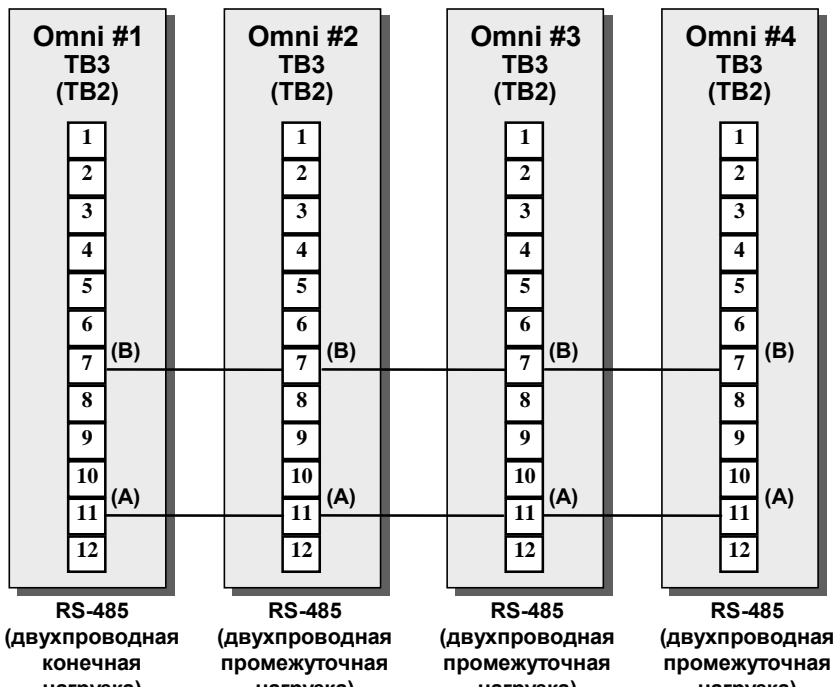 Omni #1
TB3
(TB2)
1
2
3
4
5
6
7
8
9
10
11
12
(B)
(A)
RS-485
(двухпроводная
конечная
нагрузка)
Omni #2
TB3
(TB2)
1
2
3
4
5
6
7
8
9
10
11
12
(B)
(A)
RS-485
(двухпроводная
промежуточная
нагрузка)
Omni #3
TB3
(TB2)
1
2
3
4
5
6
7
8
9
10
11
12
(B)
(A)
RS-485
(двухпроводная
промежуточная
нагрузка)
Omni #4
TB3
(TB2)
1
2
3
4
5
6
7
8
9
10
11
12
(B)
(A)
RS-485
(двухпроводная
промежуточная
нагрузка)